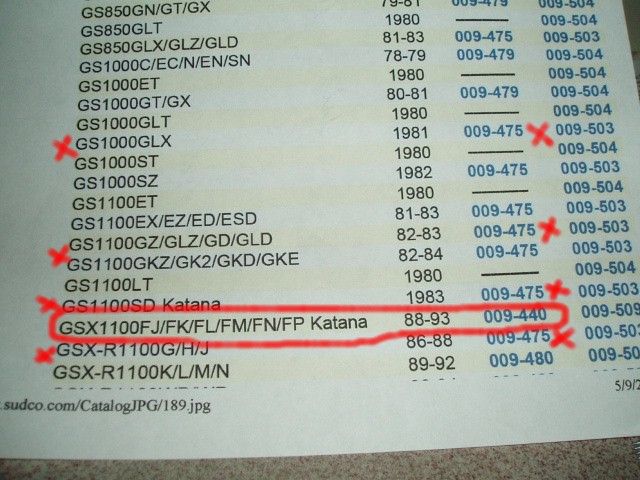 GS850GN/GT/GX 79-81 009-504
GS850GLT 1980 ——— 009-504
GS850GLX/GLZ/GLD 81-83 009-475 009-503
GS1000C/EC/N/EN/SN 78-79 009-479 009-504
GS1000ET 1980 ——— 009-504
GS1000GT/GX 80-81 009-479 009-504
GS1000GLT 1980 ——— 009-504
GS1000GLX 1981 009-475 009-503
GS1000ST 1980 ——— 009-504
GS1000SZ 1982 009-475 009-503
GS1100ET 1980 ——— 009-504
GS1100EX/EZ/ED/ESD 81-83 009-475 009-503
GS1100GZ/GLZ/GD/GLD 82-83 009-475 009-503
GS1100GKZ/GK2/GKD/GKE 82-84 009-475 009-503
GS1100LT 1980 ——— 009-504
GS1100SD Katana 1983 009-475 009-503
GSX1100FJ/FK/FL/FM/FN/FP Katana 88-93 009-440 009-509
GSX-R1100G/H/J 86-88 009-475 009-50
GSX-R1100K/L/M/N 89-92 009-480 009-50
.sudco.com/CatalogJPG/189.jpg 5/9/2